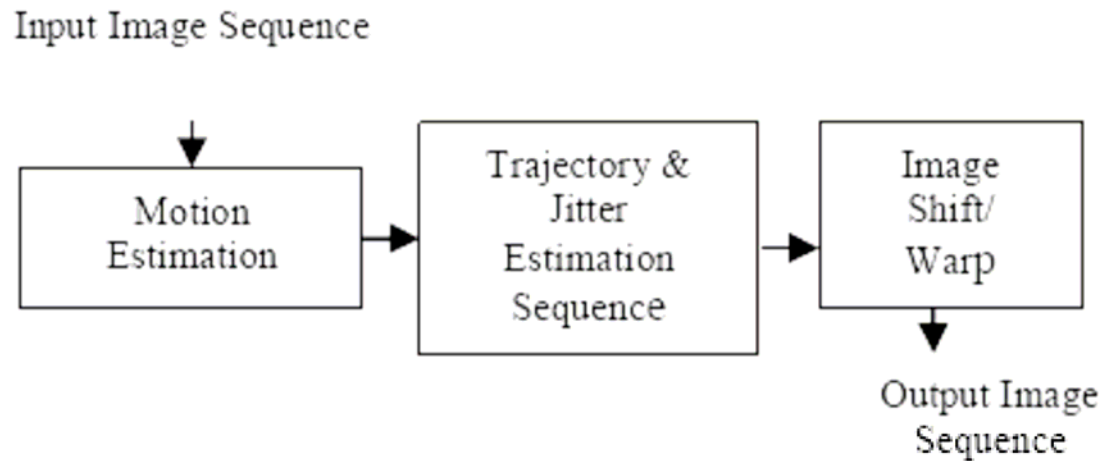 Input Image Sequence
Motion
Estimation
Trajectory &
Jitter
Estimation
Sequence
Image
Shift/
Warp
Output Image
Sequence